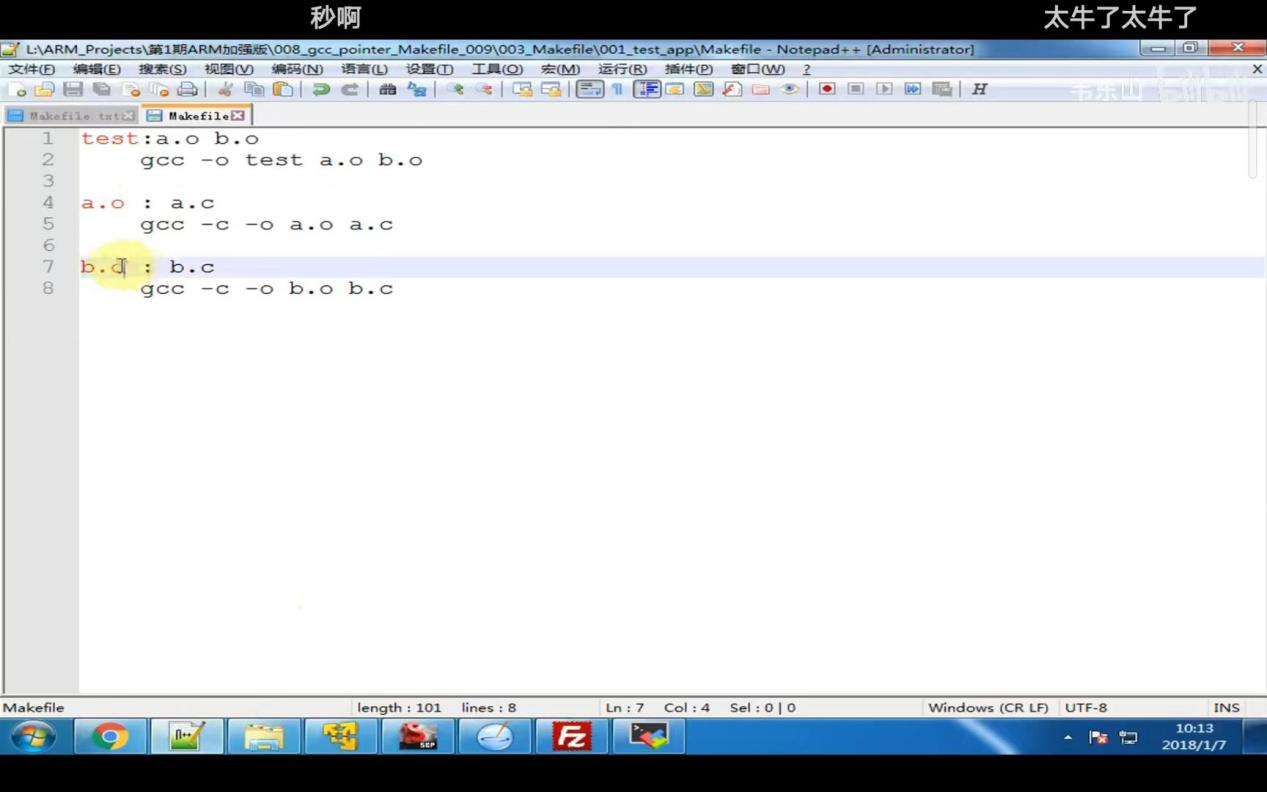 秒啊
太牛了太牛了
L:\ARM_Projects\第1期ARM加强版\008_gcc_pointer_Makefile_009\003_Makefile\001_test_app\Makefile - Notepad++ [Administrator]
文件(F) 编辑(E) 搜索(S) 视图(V) 编码(N) 语言(L) 设置(T) 工具(O) 宏(M) 运行(R) 插件(P) 窗口(W) ? X
韦东山 bilibili
Makefile.txt Makefile
1 test:a.o b.o
2 gcc -o test a.o b.o
3
4 a.o : a.c
5 gcc -c -o a.o a.c
6
7 b.o : b.c
8 gcc -c -o b.o b.c
Makefile length : 101 lines : 8 Ln : 7 Col : 4 Sel : 0 | 0 Windows (CR LF) UTF-8 INS
10:13
2018/1/7